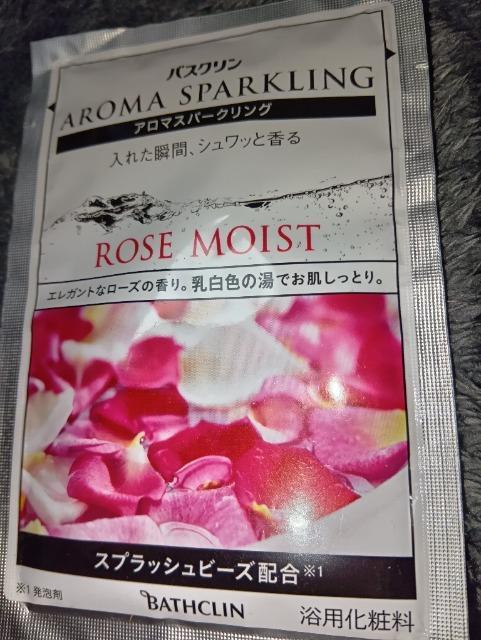 バスクリン
AROMA SPARKLING
アロマスパークリング
入れた瞬間、シュワッと香る
ROSE MOIST
エレガントなローズの香り。乳白色の湯でお肌しっとり。
スプラッシュビーズ配合※1
※1発泡剤
BATHCLIN
浴用化粧料